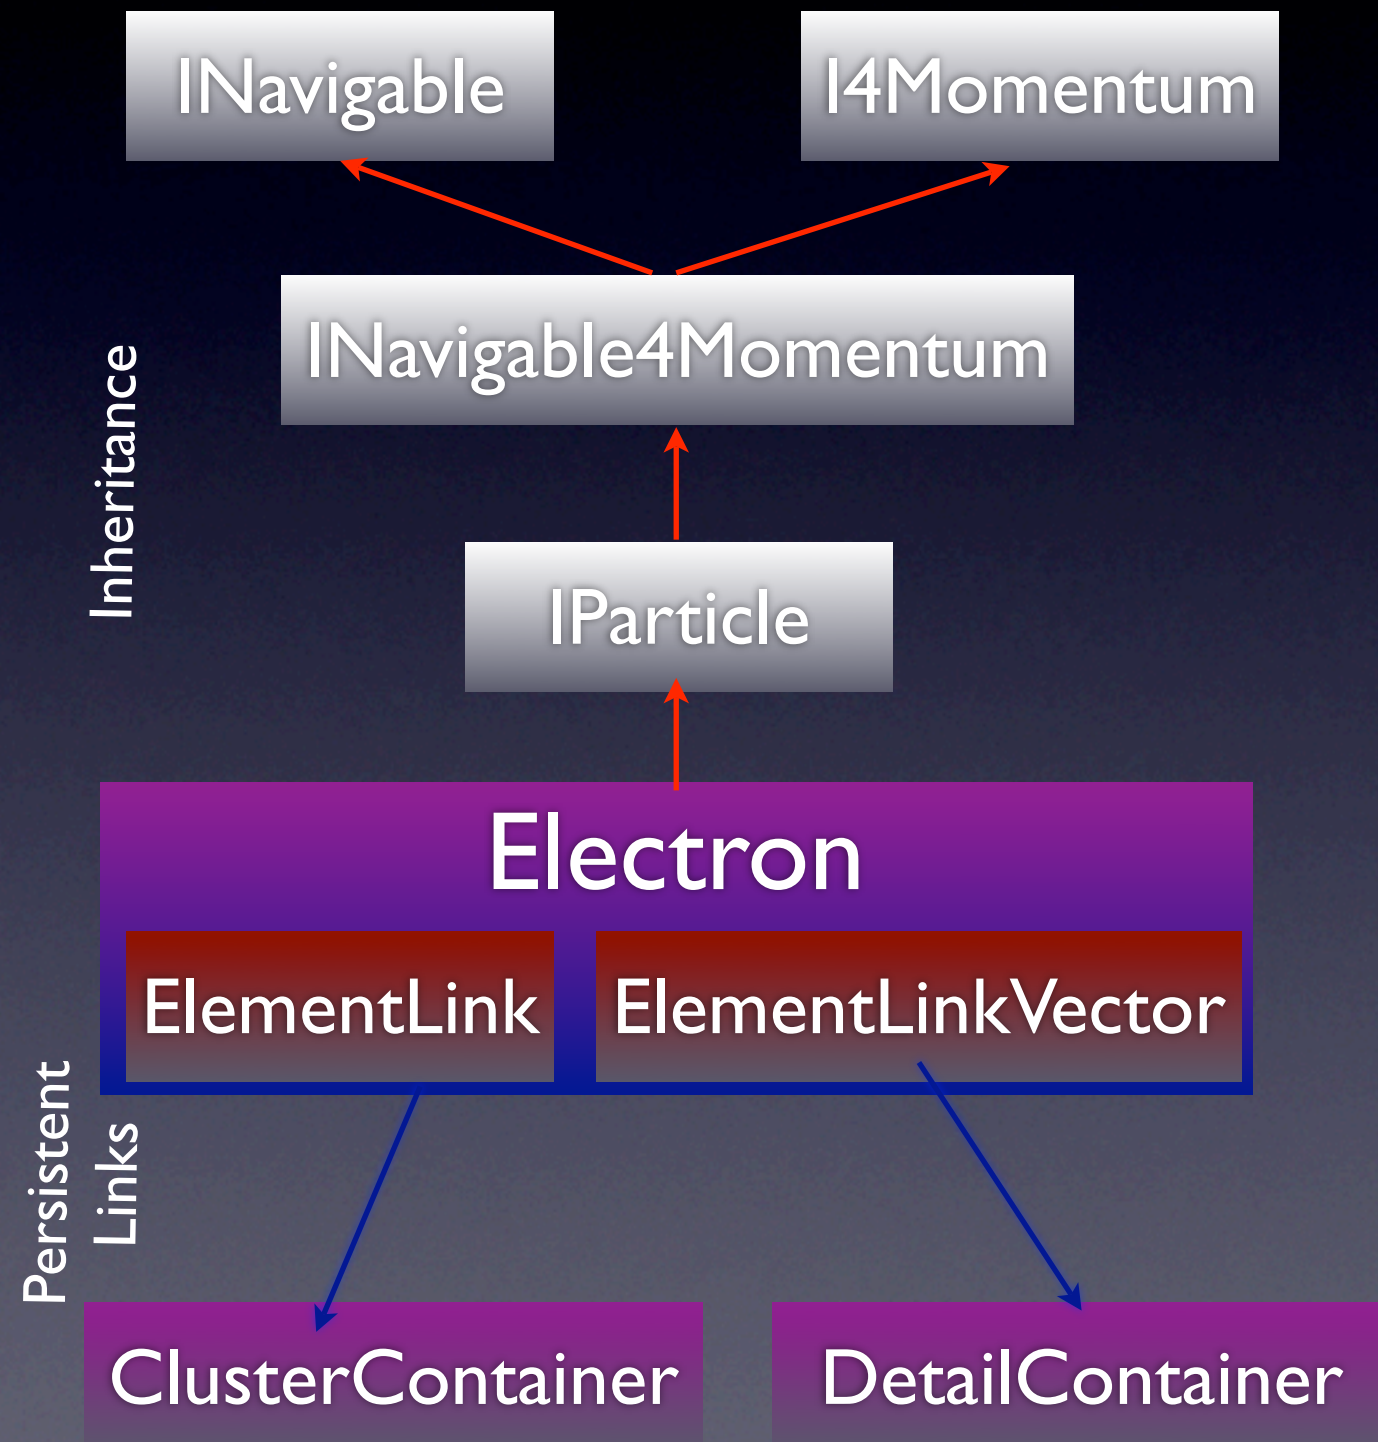 INavigable
I4Momentum
INavigable4Momentum
Inheritance
IParticle
Electron
ElementLink
ElementLinkVector
Persistent
Links
ClusterContainer
DetailContainer